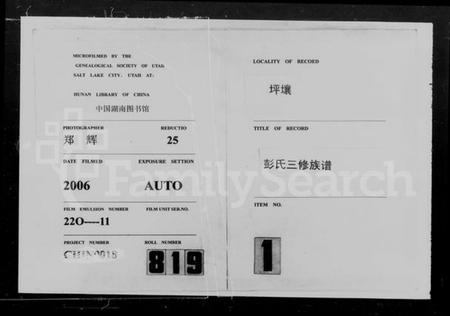 MICROFILMED BY THE
GENEALOGICAL SOCIETY OF UTAH
SALT LAKE CITY, UTAH AT:
HUNAN LIBRARY OF CHINA
中国湖南图书馆
PHOTOGRAPHER REDUCTIO
郑 辉 25
DATE FILMED EXPOSURE SETTION
2006 AUTO
FILM EMULSION NUMBER FILM UNIT SER.NO.
22O----11
PROJECT NUMBER ROLL NUMBER
819
LOCALITY OF RECOED
坪壤
TITLE OF RECORD
彭氏三修族谱
ITEM NO.
1
FamilySearch